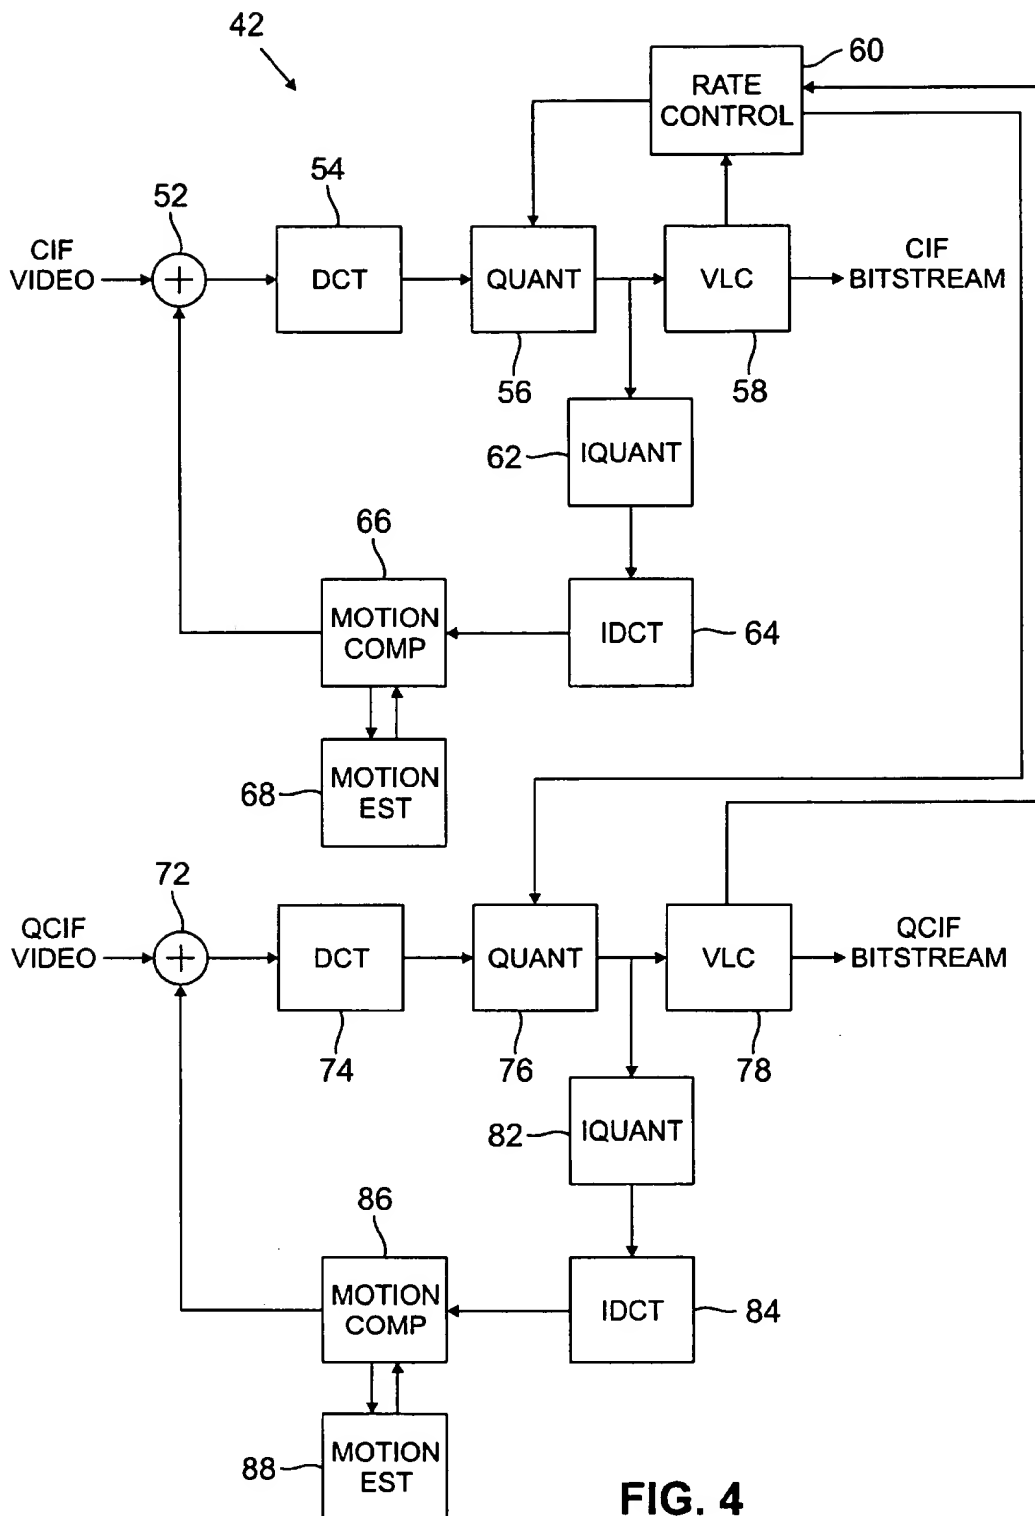 42
60
RATE
CONTROL
54
52
CIF
VIDEO
+
DCT
QUANT
VLC
CIF
BITSTREAM
56
58
62
IQUANT
66
MOTION
COMP
IDCT
64
68
MOTION
EST
72
QCIF
VIDEO
+
DCT
QUANT
VLC
QCIF
BITSTREAM
74
76
78
82
IQUANT
86
MOTION
COMP
IDCT
84
88
MOTION
EST
FIG. 4